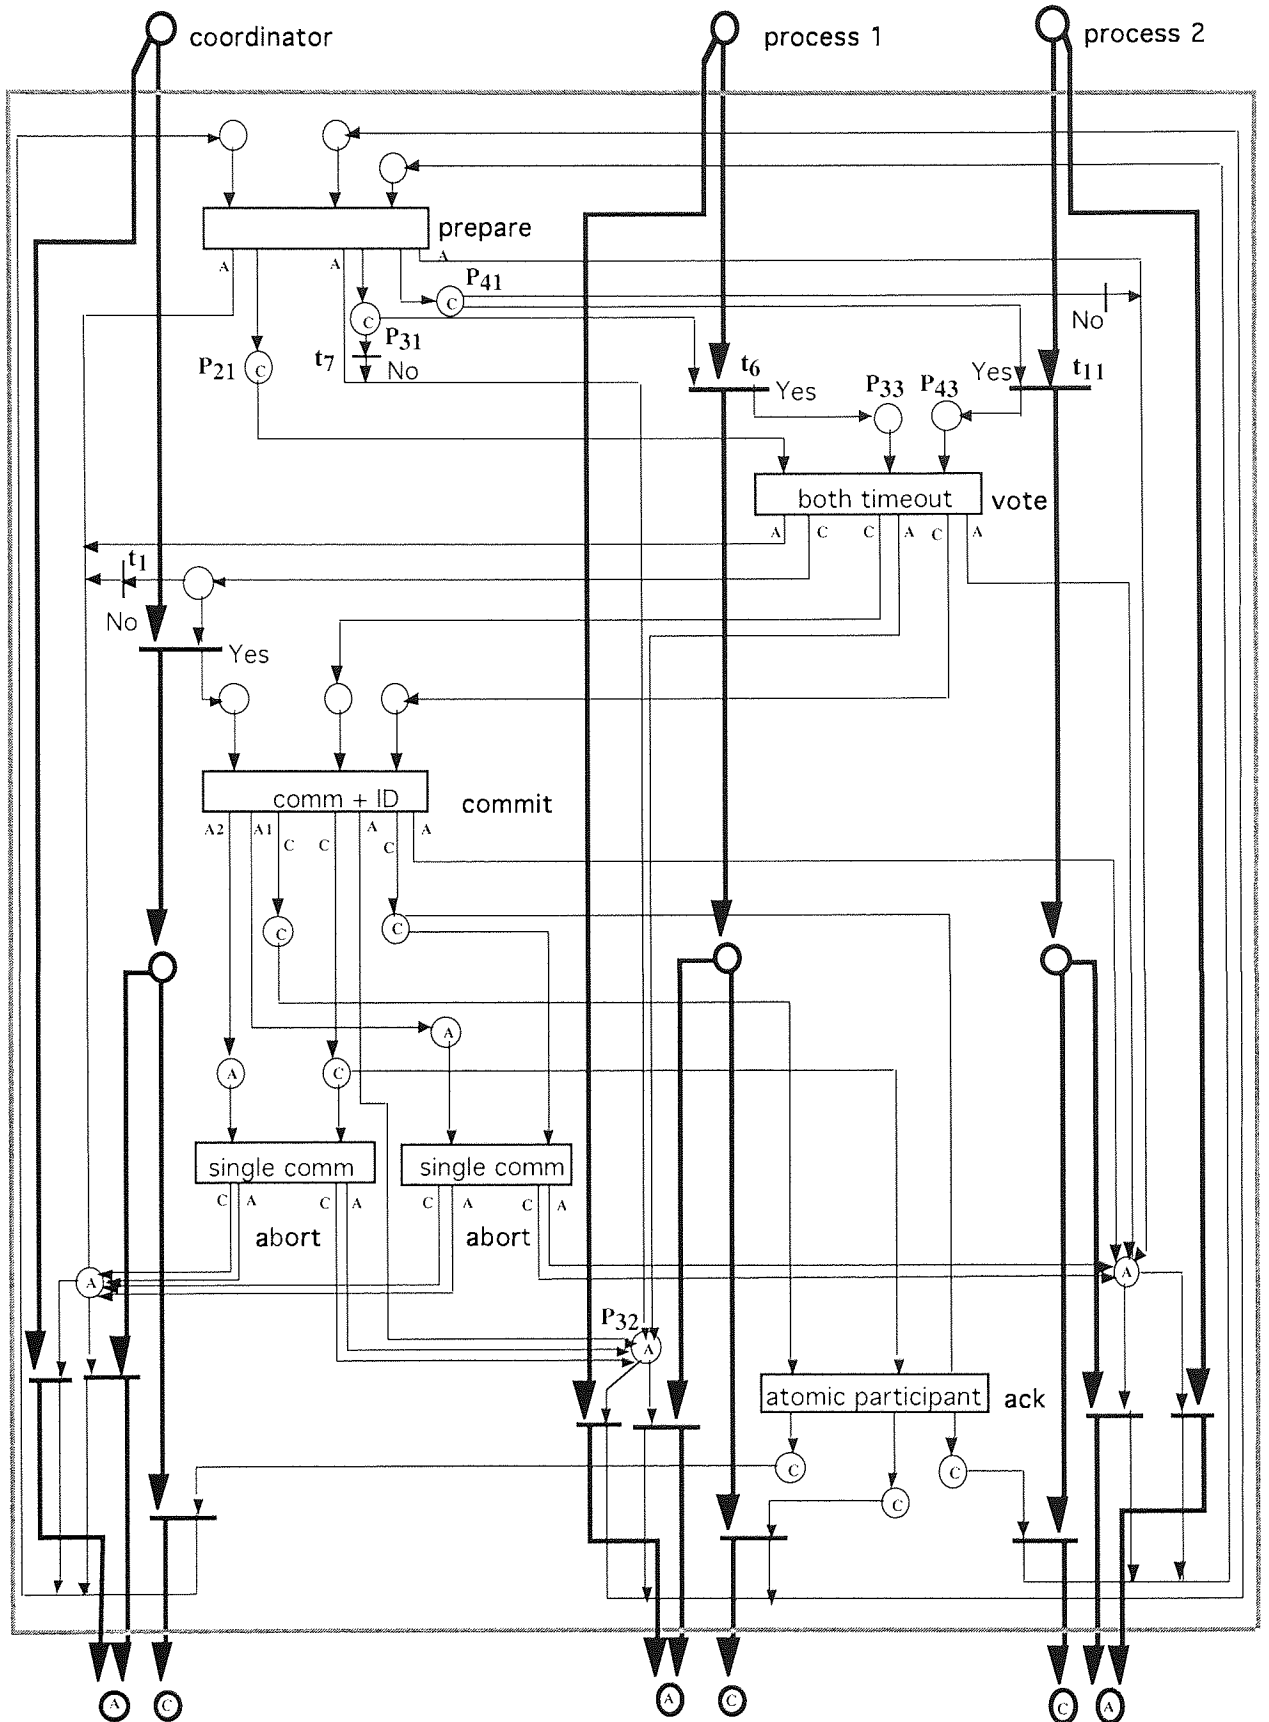 coordinator
process 1
process 2
prepare
A
A
A
P41
C
No
C
P31
P21
C
t7
No
t6
Yes
P33
P43
Yes
t11
both timeout
vote
A
C
C
A
C
A
t1
No
Yes
comm + ID
commit
A2
A1
C
C
A
C
A
C
C
A
A
C
single comm
single comm
C
A
C
A
C
A
C
A
abort
abort
A
A
P32
A
atomic participant
ack
C
C
C
A
C
A
C
C
A